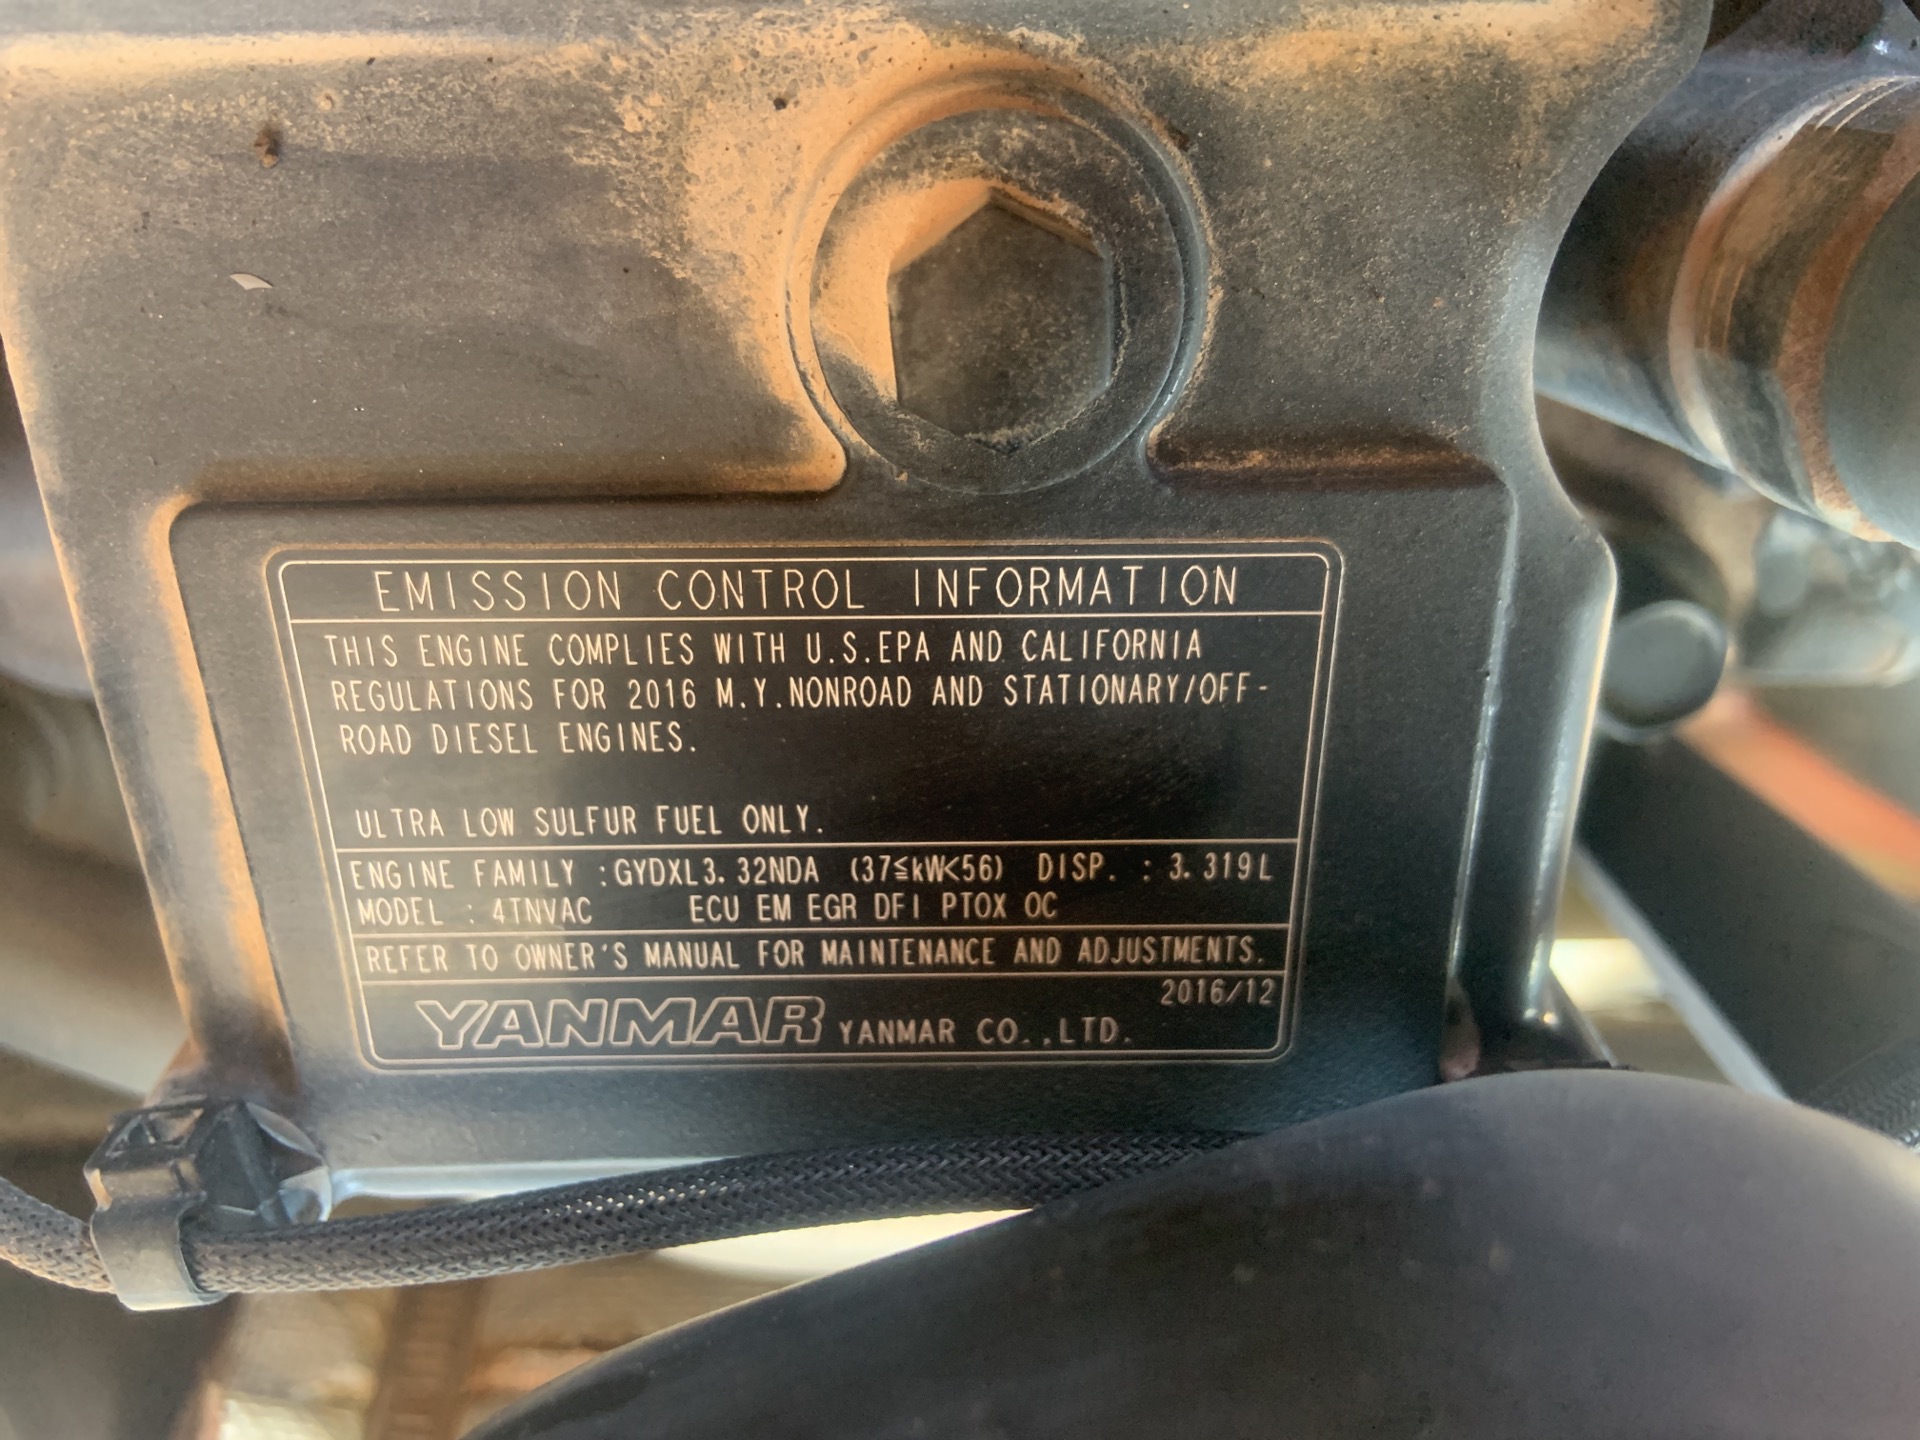 EMISSION CONTROL INFORMATION
THIS ENGINE COMPLIES WITH U.S.EPA AND CALIFORNIA
REGULATIONS FOR 2016 M.Y.NONROAD AND STATIONARY/OFF-
ROAD DIESEL ENGINES.
ULTRA LOW SULFUR FUEL ONLY.
ENGINE FAMILY :GYDXL3.32NDA (37≦kW<56) DISP. : 3.319L
MODEL : 4TNVAC ECU EM EGR DFI PTOX OC
REFER TO OWNER'S MANUAL FOR MAINTENANCE AND ADJUSTMENTS.
2016/12
YANMAR YANMAR CO.,LTD.